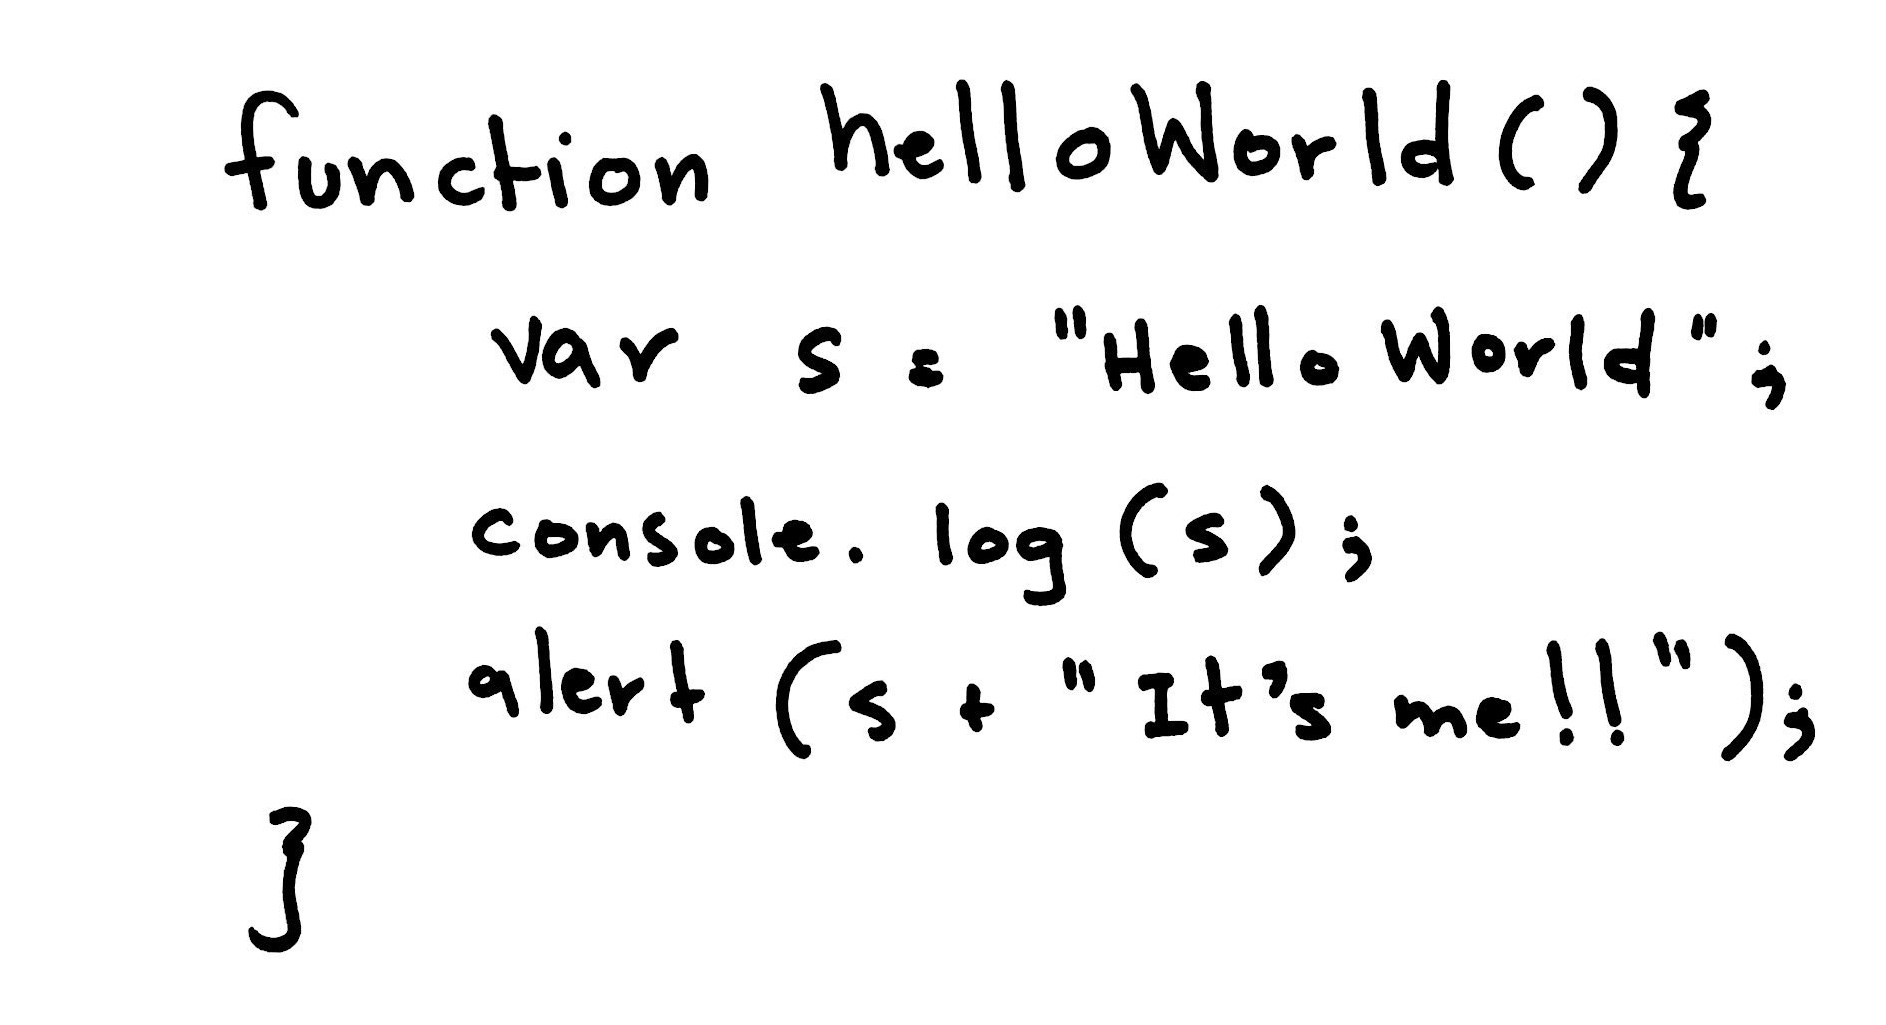 function helloWorld(){
var s = "Hello World";
console. log (s);
alert (s + "It's me!!");
}